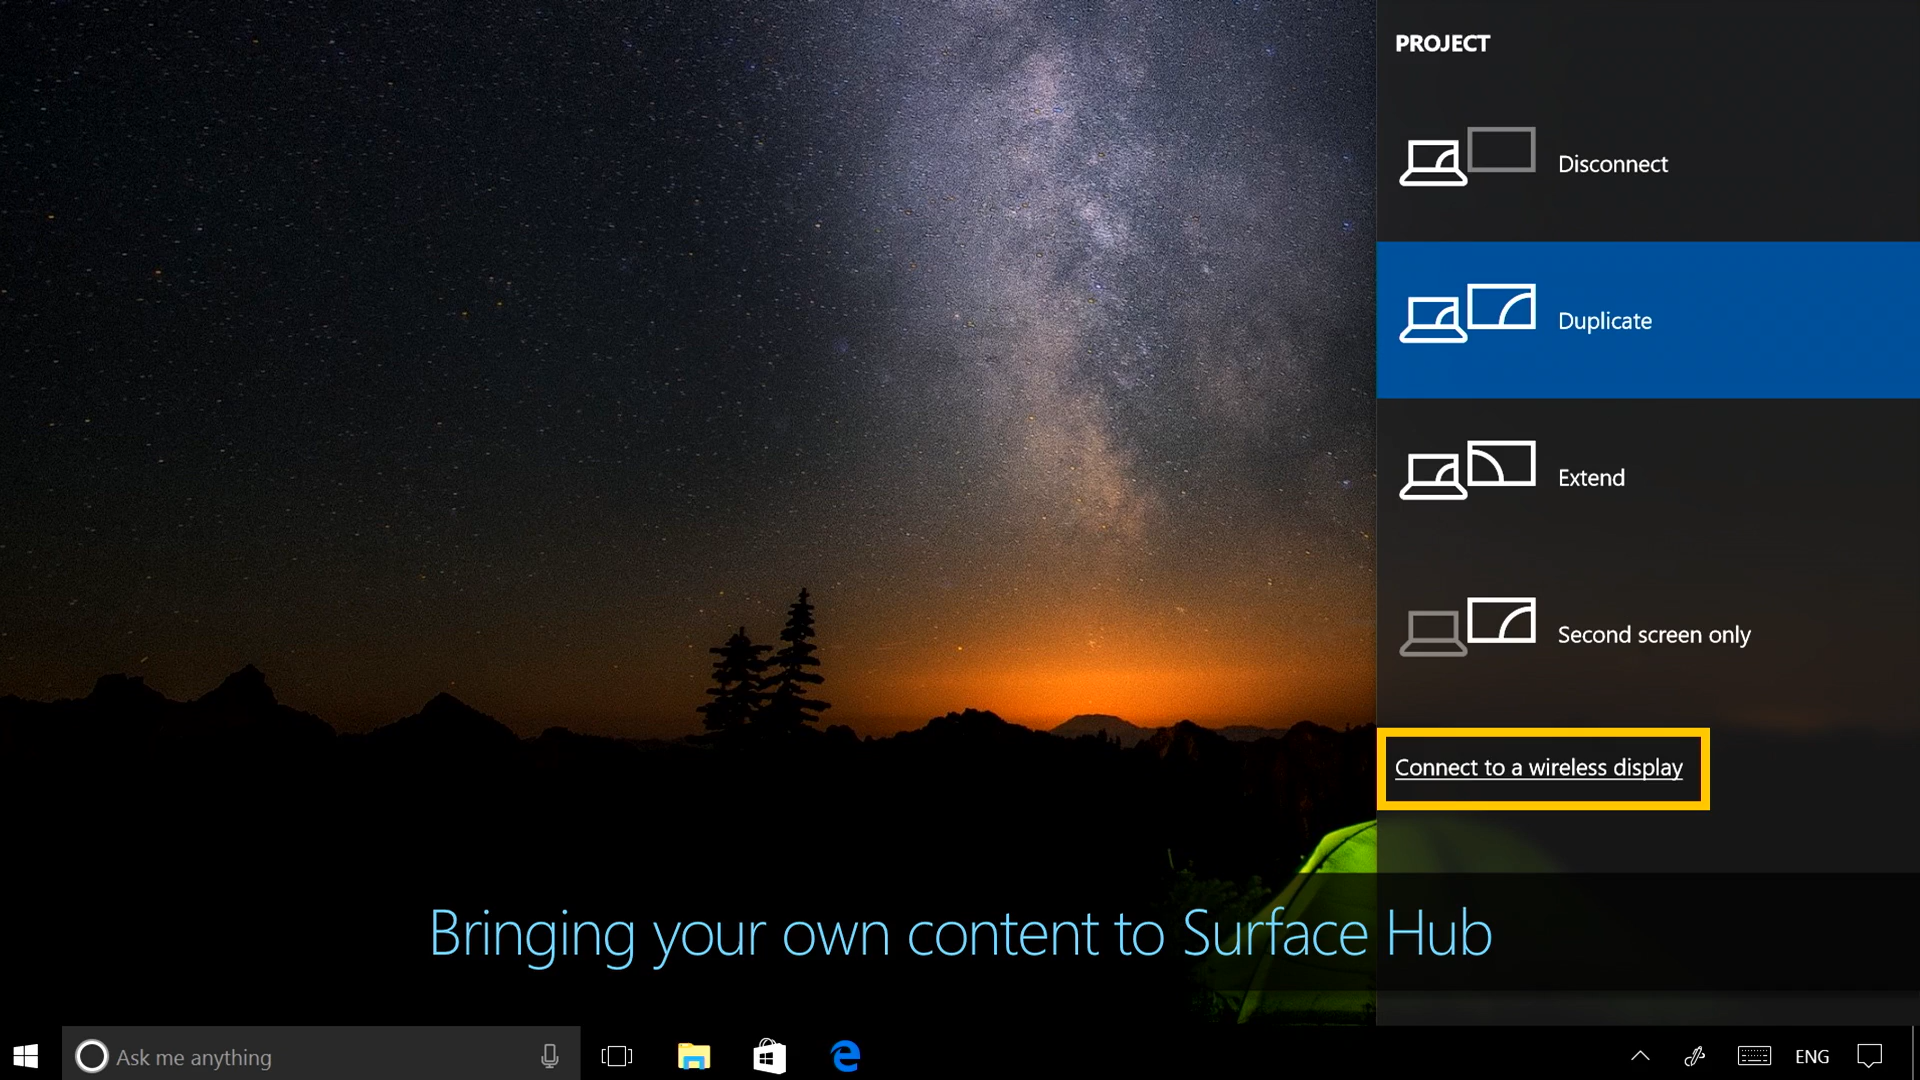 PROJECT
Disconnect
Duplicate
Extend
Second screen only
Connect to a wireless display
Bringing your own content to Surface Hub
Ask me anything
ENG